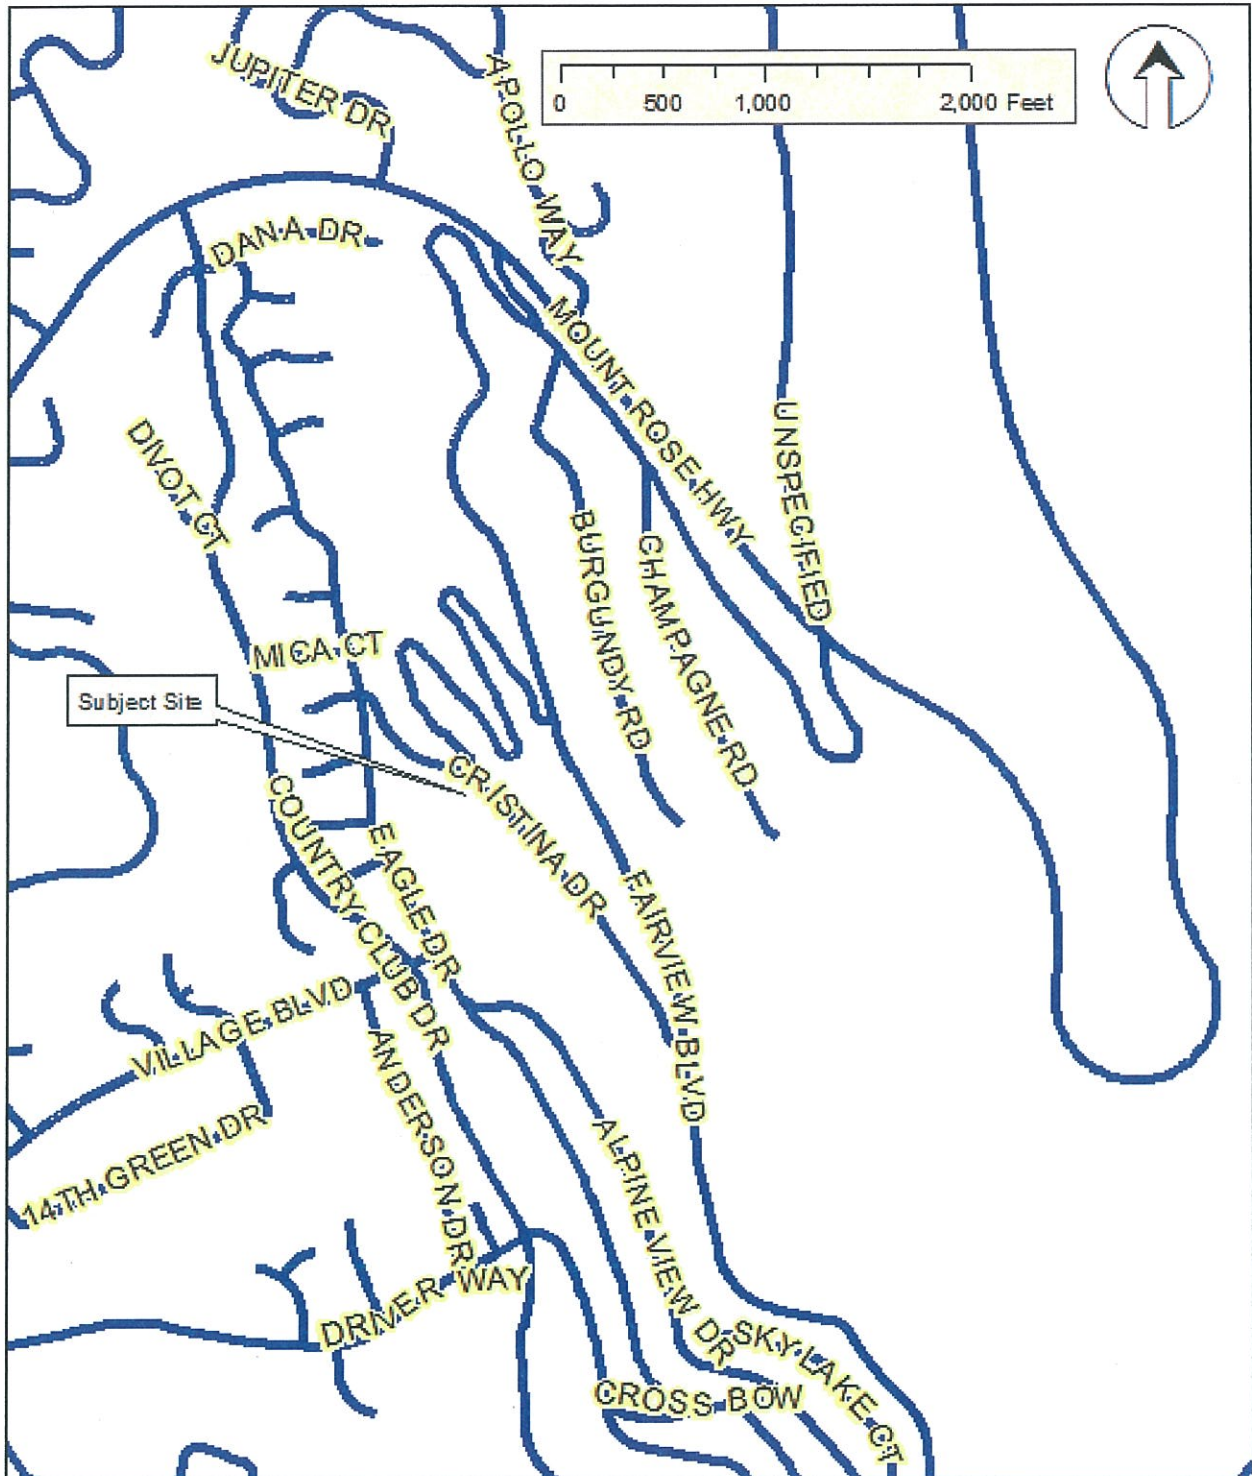 JUPITER DR
APOLLO WAY
0 500 1,000 2,000 Feet
DANA DR
MOUNT ROSE HWY
UNSPECIFIED
DIVOT CT
BURGUNDY RD
CHAMPAGNE RD
MICA CT
Subject Site
CRISTINA DR
COUNTRY CLUB DR
EAGLE DR
FAIRVIEW BLVD
VILLAGE BLVD
ANDERSON DR
14TH GREEN DR
ALPINE VIEW DR
DRIVER WAY
SKY LAKE CT
CROSS BOW